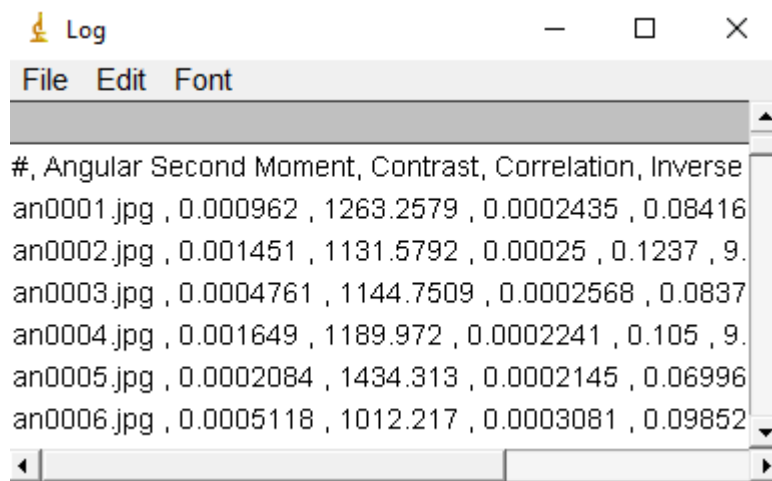 Log
File Edit Font
#, Angular Second Moment, Contrast, Correlation, Inverse
an0001.jpg , 0.000962 , 1263.2579 , 0.0002435 , 0.08416
an0002.jpg , 0.001451 , 1131.5792 , 0.00025 , 0.1237 , 9.
an0003.jpg , 0.0004761 , 1144.7509 , 0.0002568 , 0.0837
an0004.jpg , 0.001649 , 1189.972 , 0.0002241 , 0.105 , 9.
an0005.jpg , 0.0002084 , 1434.313 , 0.0002145 , 0.06996
an0006.jpg , 0.0005118 , 1012.217 , 0.0003081 , 0.09852